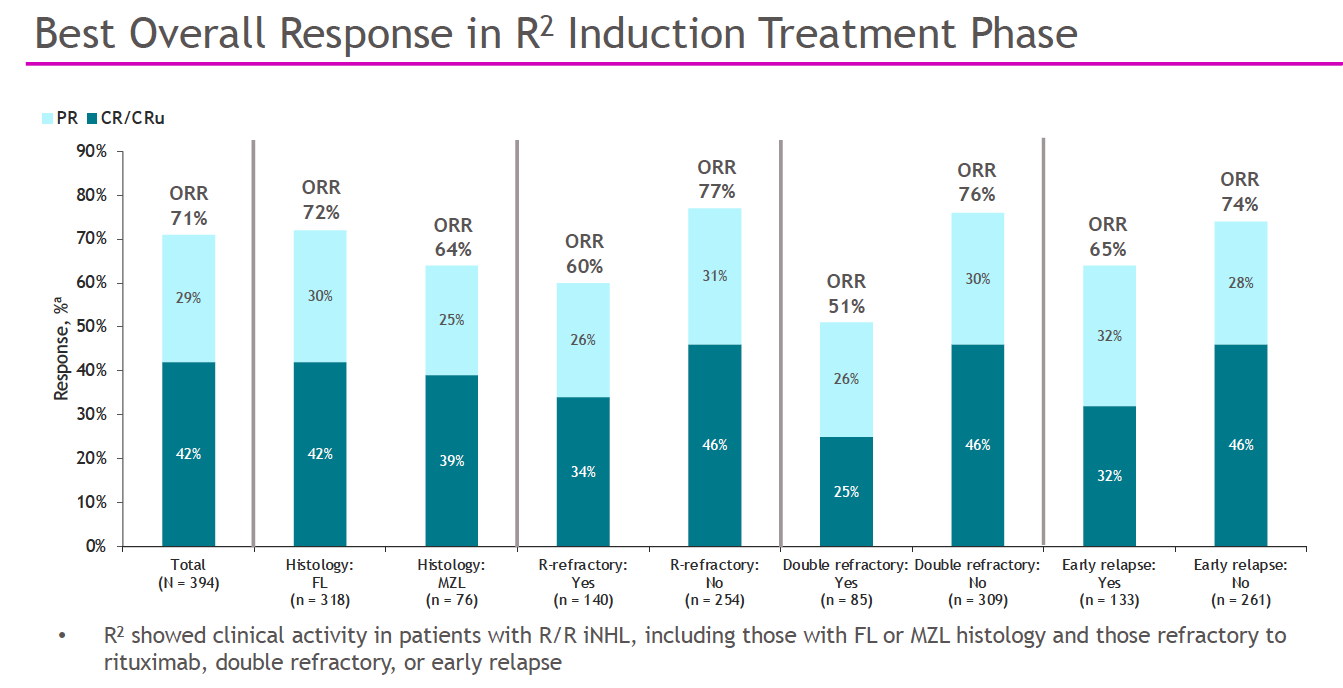 Best Overall Response in R² Induction Treatment Phase
PR CR/CRu
Response, %ᵃ
90%
80%
70%
60%
50%
40%
30%
20%
10%
0%
ORR
71%
29%
42%
Total
(N = 394)
ORR
72%
30%
42%
Histology:
FL
(n = 318)
ORR
64%
25%
39%
Histology:
MZL
(n = 76)
ORR
60%
26%
34%
R-refractory:
Yes
(n = 140)
ORR
77%
31%
46%
R-refractory:
No
(n = 254)
ORR
51%
26%
25%
Double refractory:
Yes
(n = 85)
ORR
76%
30%
46%
Double refractory:
No
(n = 309)
ORR
65%
32%
32%
Early relapse:
Yes
(n = 133)
ORR
74%
28%
46%
Early relapse:
No
(n = 261)
• R² showed clinical activity in patients with R/R iNHL, including those with FL or MZL histology and those refractory to
rituximab, double refractory, or early relapse